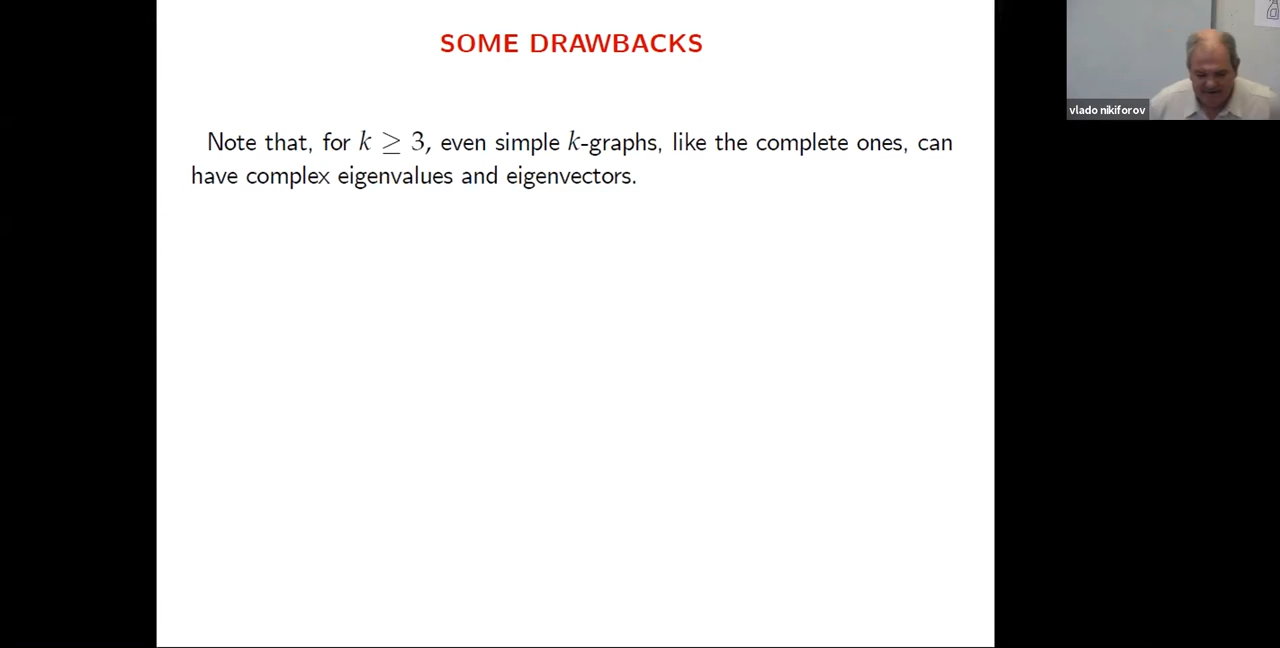 SOME DRAWBACKS
vlado nikiforov
Note that, for k ≥ 3, even simple k-graphs, like the complete ones, can
have complex eigenvalues and eigenvectors.